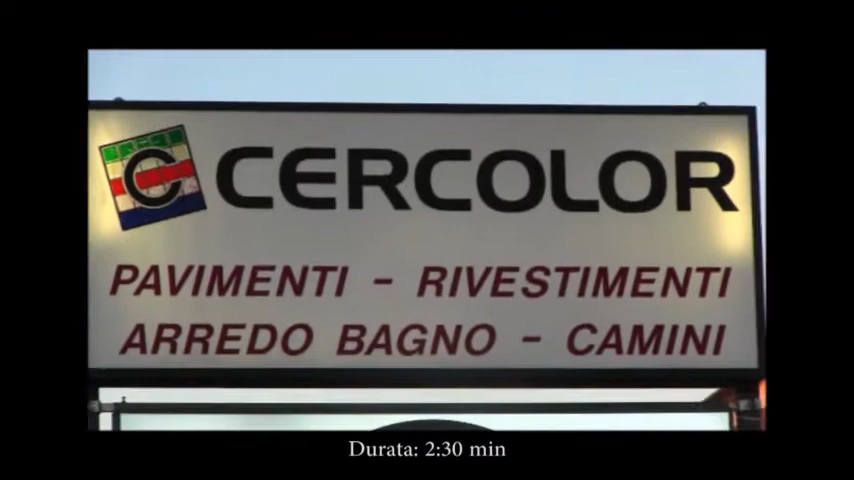 CERCOLOR
PAVIMENTI - RIVESTIMENTI
ARREDO BAGNO - CAMINI
Durata: 2:30 min